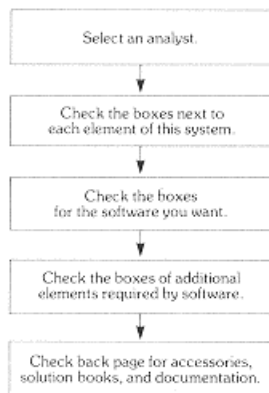 Select an analyst.
Check the boxes next to
each element of this system.
Check the boxes
for the software you want.
Check the boxes of additional
elements required by software.
Check back page for accessories,
solution books, and documentation.